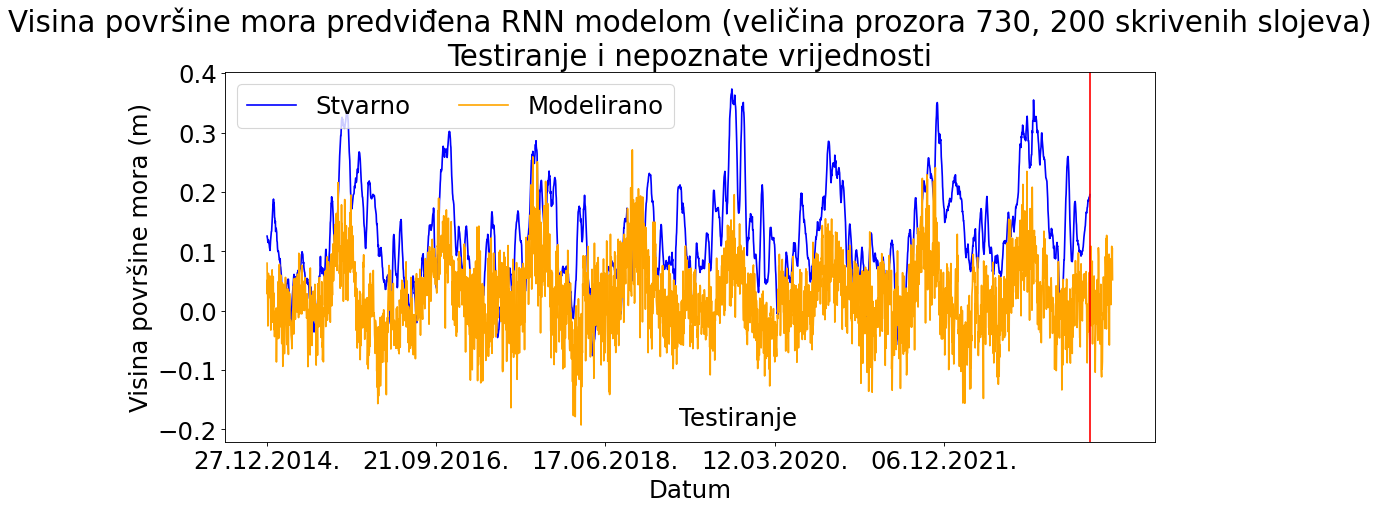 Visina površine mora predviđena RNN modelom (veličina prozora 730, 200 skrivenih slojeva)
Testiranje i nepoznate vrijednosti
Visina površine mora (m)
0.4
0.3
0.2
0.1
0.0
−0.1
−0.2
Stvarno Modelirano
Testiranje
27.12.2014. 21.09.2016. 17.06.2018. 12.03.2020. 06.12.2021.
Datum